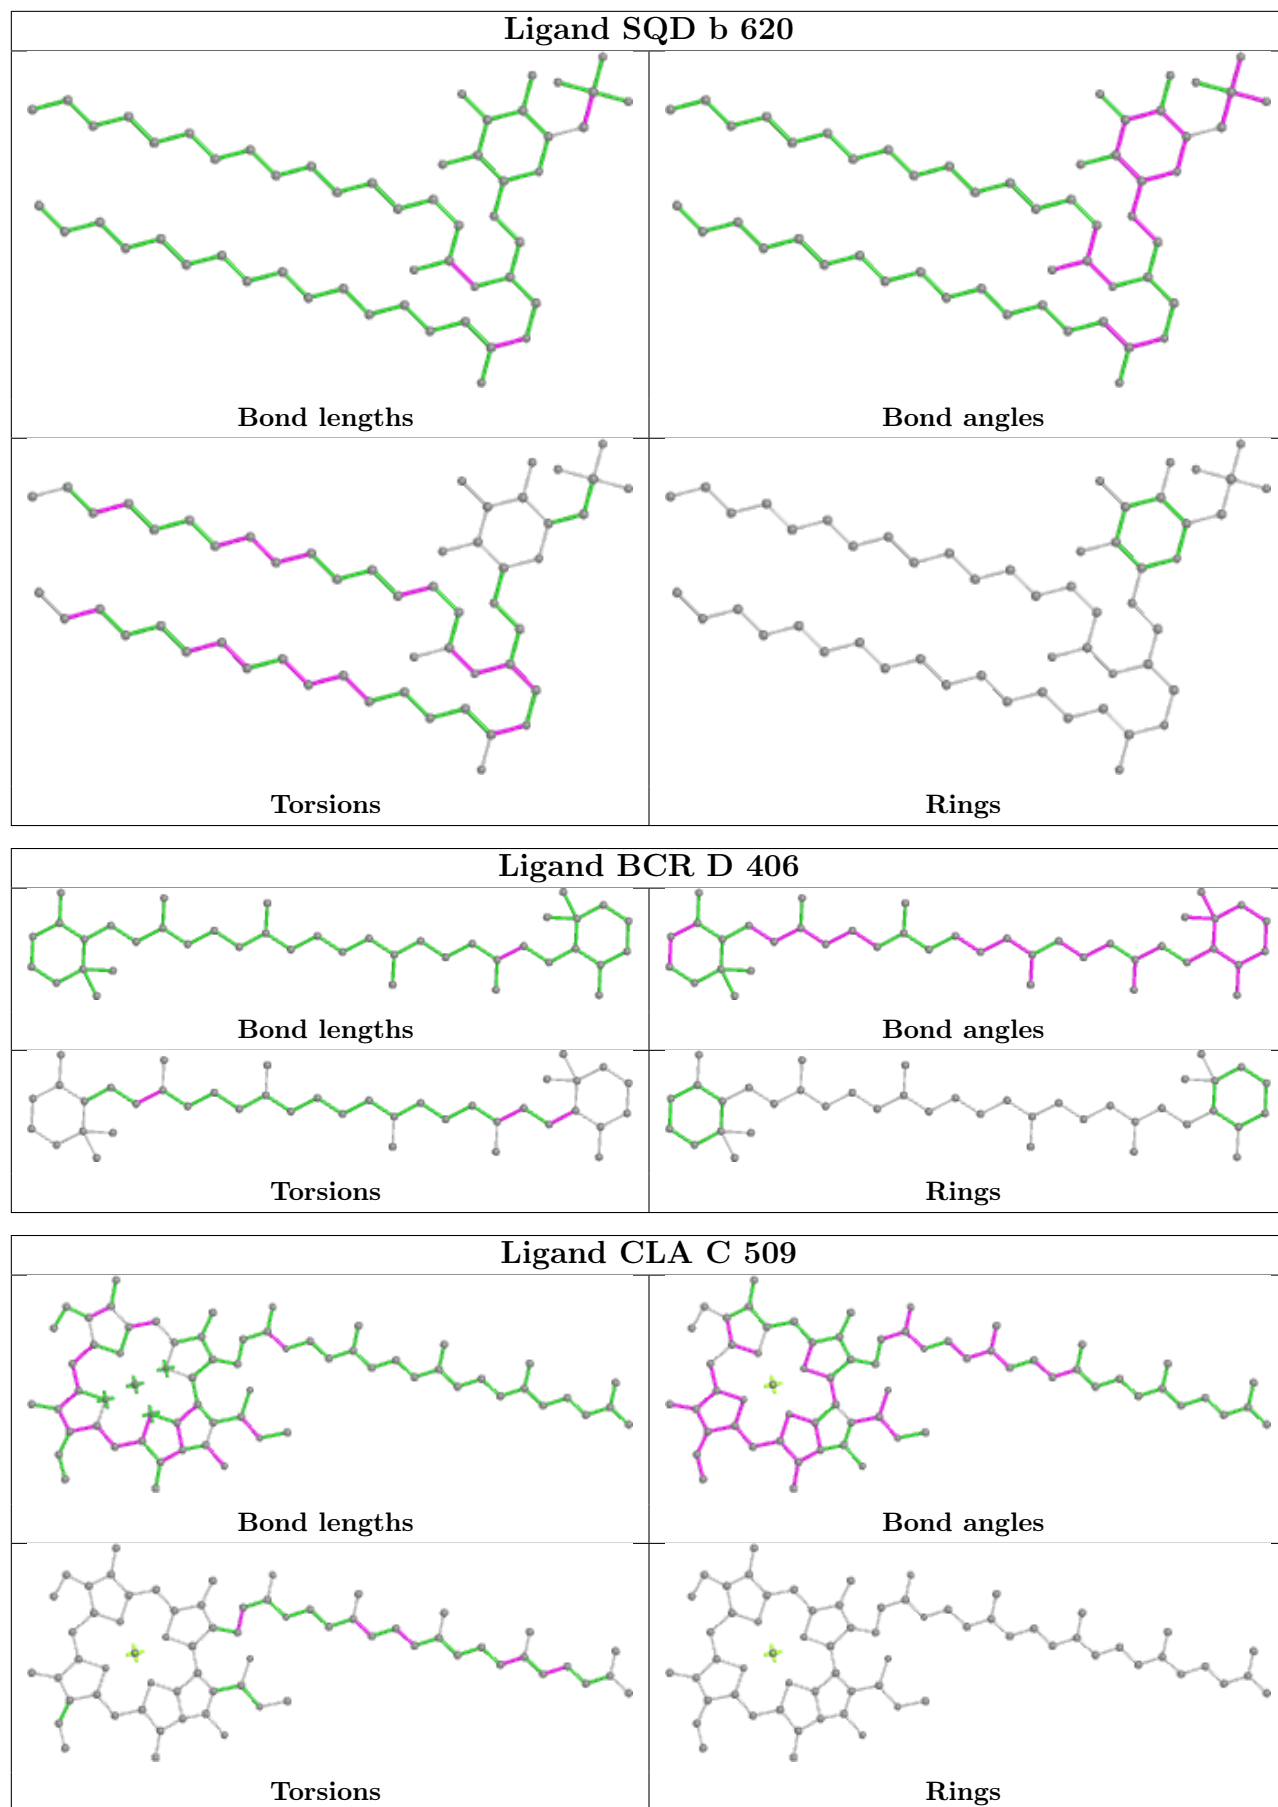 Ligand SQD b 620
Bond lengths
Bond angles
Torsions
Rings
Ligand BCR D 406
Bond lengths
Bond angles
Torsions
Rings
Ligand CLA C 509
Bond lengths
Bond angles
Torsions
Rings